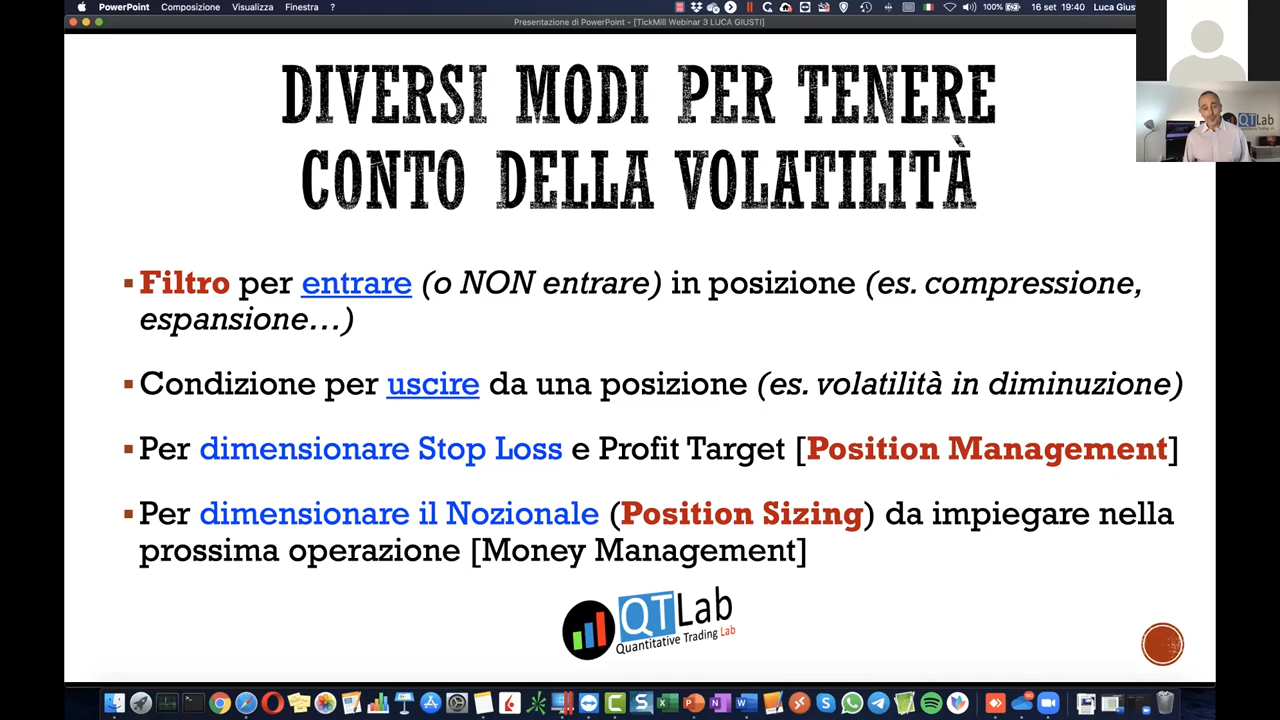 PowerPoint Composizione Visualizza Finestra ? 100% 16 set 19:40 Luca Gius
Presentazione di PowerPoint - [TickMill Webinar 3 LUCA GIUSTI]
DIVERSI MODI PER TENERE
CONTO DELLA VOLATILITÀ
QTLab
▪ Filtro per entrare (o NON entrare) in posizione (es. compressione,
espansione...)
▪ Condizione per uscire da una posizione (es. volatilità in diminuzione)
▪ Per dimensionare Stop Loss e Profit Target [Position Management]
▪ Per dimensionare il Nozionale (Position Sizing) da impiegare nella
prossima operazione [Money Management]
QTLab
Quantitative Trading Lab